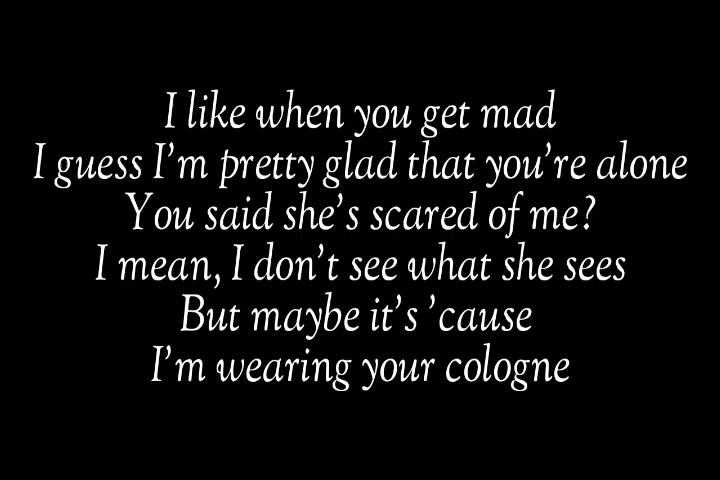 I like when you get mad
I guess I’m pretty glad that you’re alone
You said she’s scared of me?
I mean, I don’t see what she sees
But maybe it’s ’cause
I’m wearing your cologne